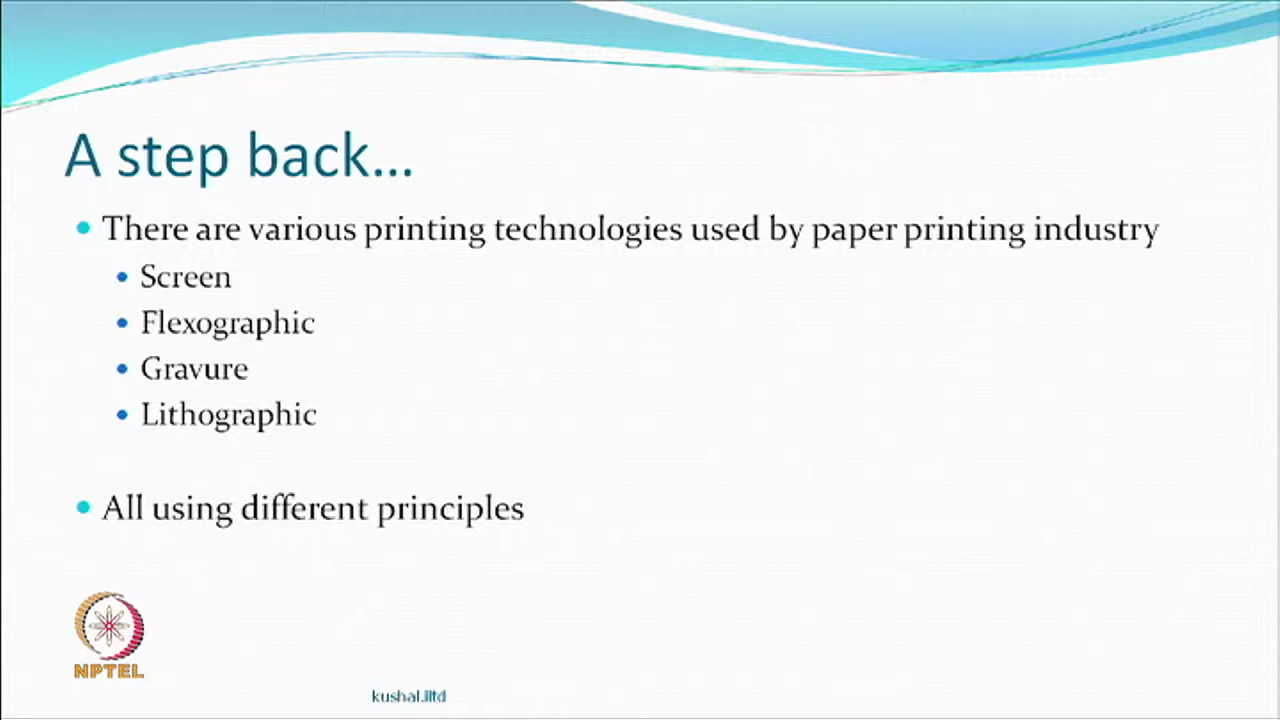 A step back...
There are various printing technologies used by paper printing industry
Screen
Flexographic
Gravure
Lithographic
All using different principles
NPTEL
kushal.iitd